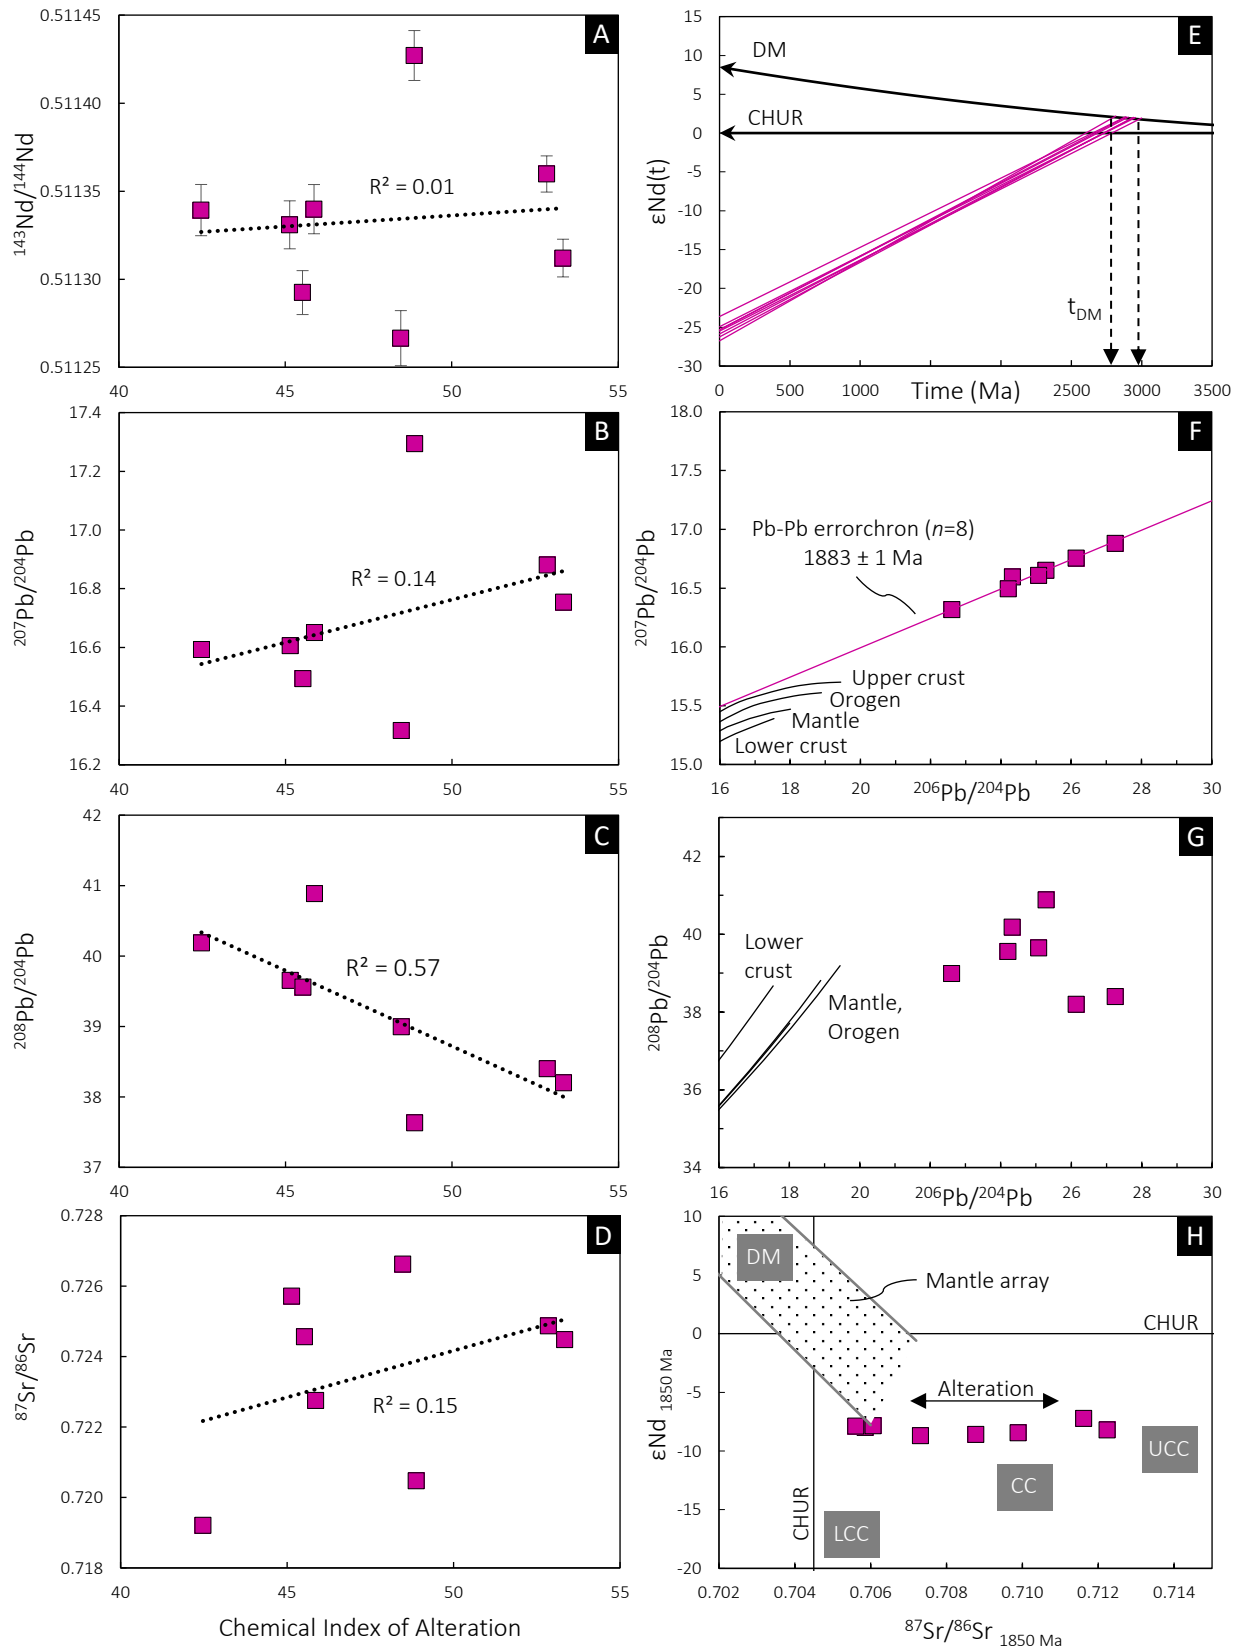 A
0.51145
0.51140
0.51135
0.51130
0.51125
¹⁴³Nd/¹⁴⁴Nd
R² = 0.01
40 45 50 55
B
17.4
17.2
17.0
16.8
16.6
16.4
16.2
²⁰⁷Pb/²⁰⁴Pb
R² = 0.14
40 45 50 55
C
42
41
40
39
38
37
²⁰⁸Pb/²⁰⁴Pb
R² = 0.57
40 45 50 55
D
0.728
0.726
0.724
0.722
0.720
0.718
⁸⁷Sr/⁸⁶Sr
R² = 0.15
40 45 50 55
Chemical Index of Alteration
E
15
10
5
0
-5
-10
-15
-20
-25
-30
εNd(t)
DM
CHUR
t_DM
0 500 1000 Time (Ma) 2500 3000 3500
F
18.0
17.5
17.0
16.5
16.0
15.5
15.0
²⁰⁷Pb/²⁰⁴Pb
Pb-Pb errorchron (n=8)
1883 ± 1 Ma
Upper crust
Orogen
Mantle
Lower crust
16 18 20 ²⁰⁶Pb/²⁰⁴Pb 26 28 30
G
42
40
38
36
34
²⁰⁸Pb/²⁰⁴Pb
Lower
crust
Mantle,
Orogen
16 18 20 ²⁰⁶Pb/²⁰⁴Pb 26 28 30
H
10
5
0
-5
-10
-15
-20
εNd 1850 Ma
DM
Mantle array
CHUR
Alteration
UCC
CC
CHUR
LCC
0.702 0.704 0.706 0.708 0.710 0.712 0.714
⁸⁷Sr/⁸⁶Sr 1850 Ma